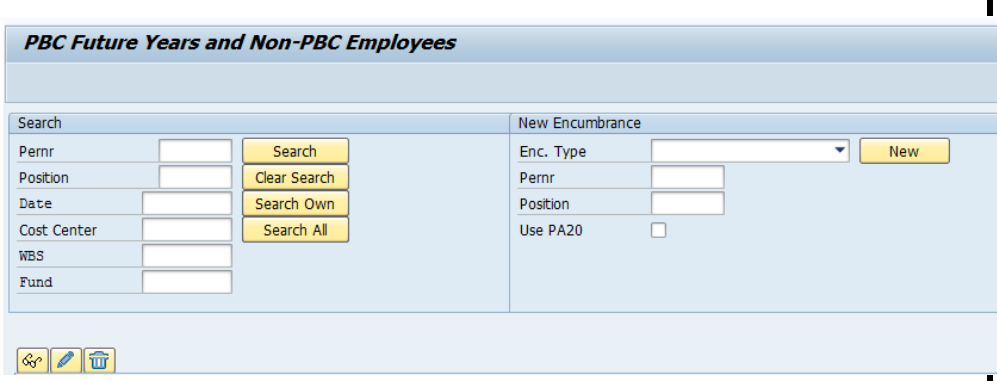 PBC Future Years and Non-PBC Employees
Search
Pernr
Search
Position
Clear Search
Date
Search Own
Cost Center
Search All
WBS
Fund
New Encumbrance
Enc. Type
New
Pernr
Position
Use PA20